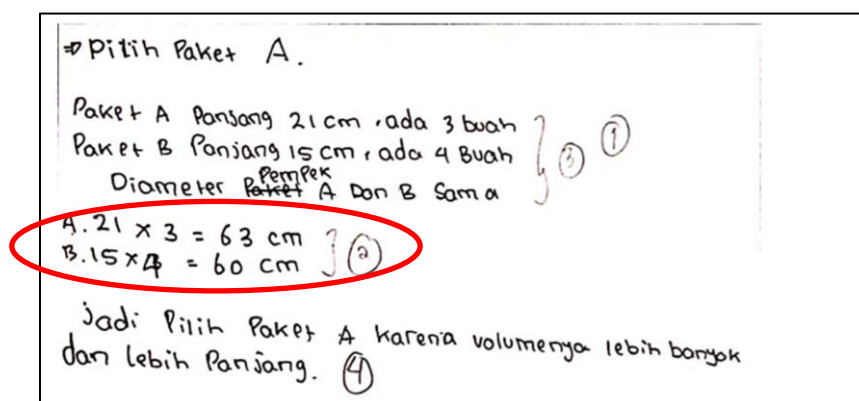 ⇒ Pilih Paket A.
Paket A Panjang 21 cm, ada 3 buah
Paket B Panjang 15 cm, ada 4 Buah
Diameter Pempek A Dan B Sama
③ ①
A. 21 × 3 = 63 cm
B. 15 × 4 = 60 cm
②
Jadi Pilih Paket A karena volumenya lebih banyak
dan lebih Panjang. ④